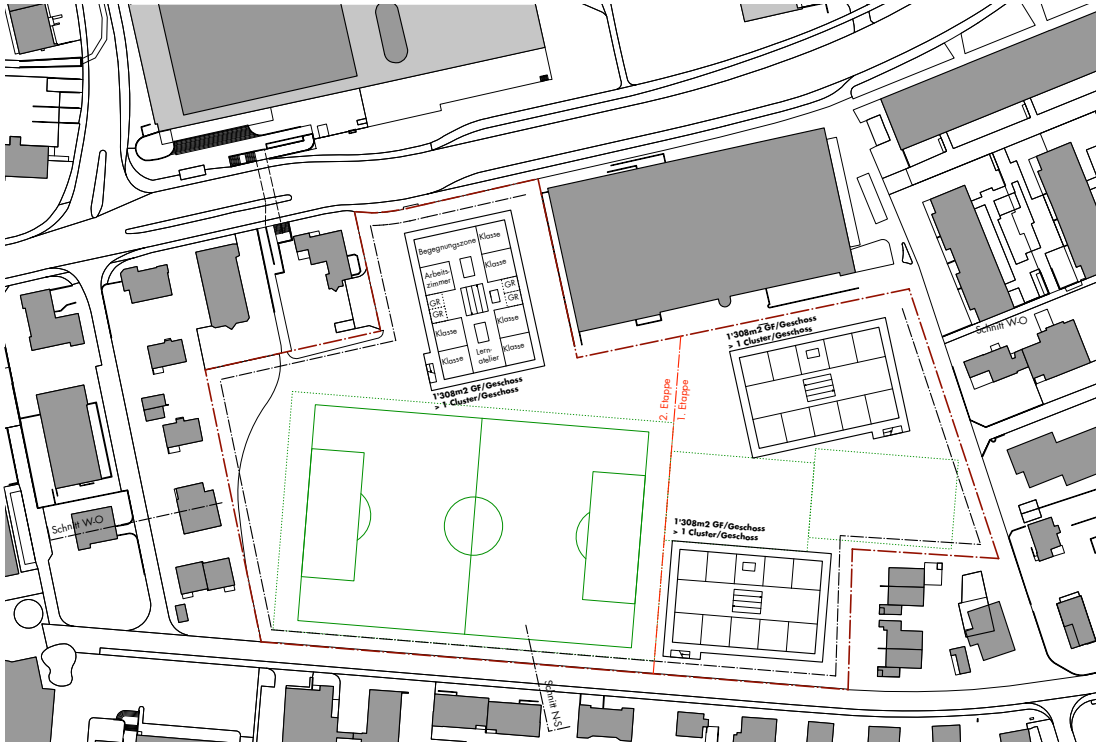 Begegnungszone
Klasse
Arbeits-
zimmer
Klasse
GR
GR
GR
GR
Klasse
Klasse
Klasse
Lern-
atelier
Klasse
1'308m2 GF/Geschoss
> 1 Cluster/Geschoss
1'308m2 GF/Geschoss
> 1 Cluster/Geschoss
Schnitt W-O
2. Etappe
1. Etappe
Schnitt W-O
1'308m2 GF/Geschoss
> 1 Cluster/Geschoss
Schnitt N-S